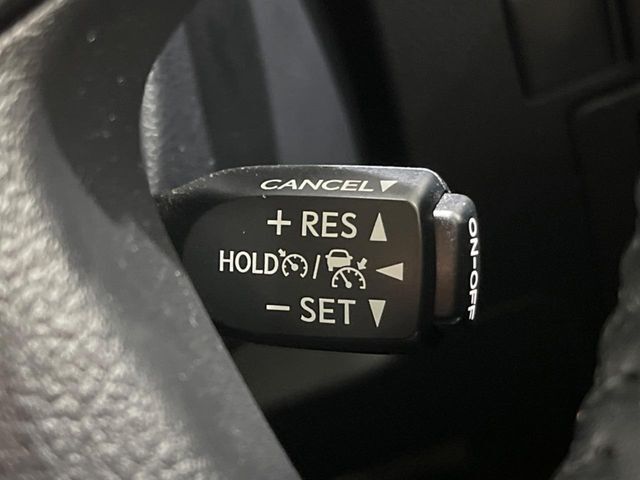 CANCEL▼
+ RES ▲
HOLD / ◀
− SET ▼
ON-OFF